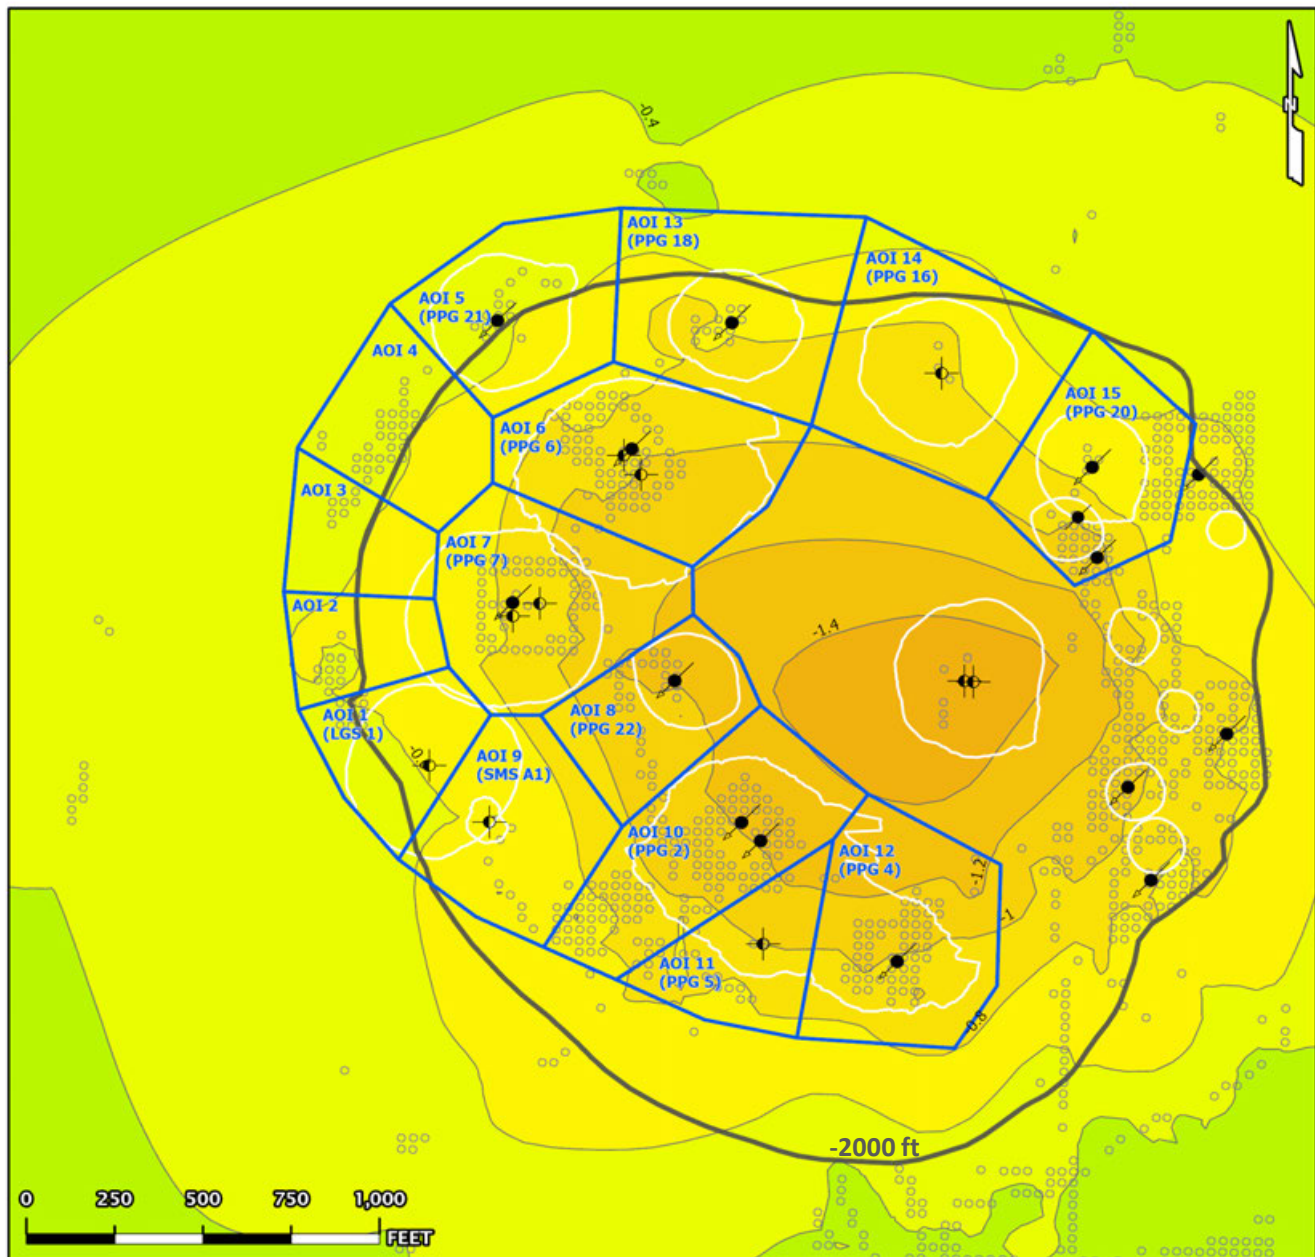 N
-0.4
AOI 13
(PPG 18)
AOI 14
(PPG 16)
AOI 5
(PPG 21)
AOI 4
AOI 15
(PPG 20)
AOI 6
(PPG 6)
AOI 3
AOI 7
(PPG 7)
AOI 2
-1.4
AOI 1
(LGS 1)
AOI 8
(PPG 22)
AOI 9
(SMS A1)
AOI 10
(PPG 2)
AOI 12
(PPG 4)
-1.2
-1
AOI 11
(PPG 5)
-0.8
-2000 ft
0 250 500 750 1,000
FEET